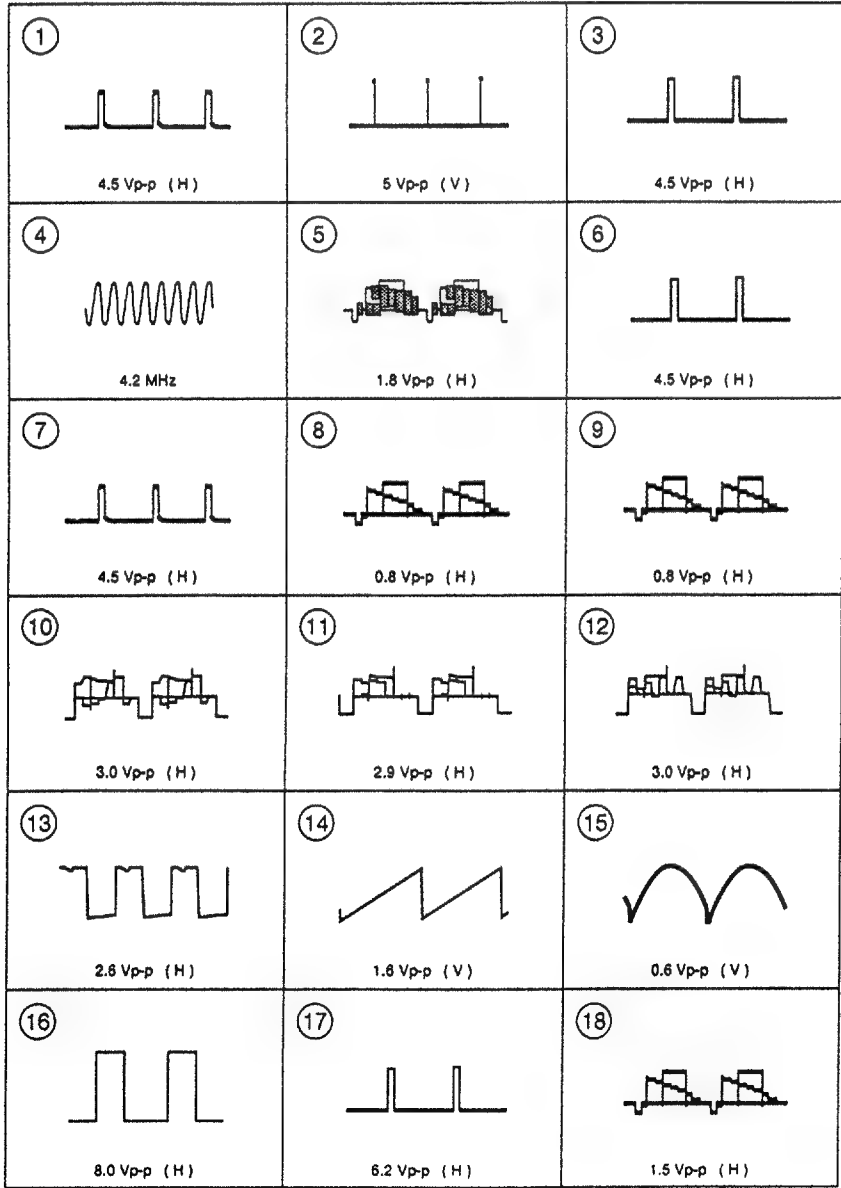 1
2
3
4.5 Vp-p (H)
5 Vp-p (V)
4.5 Vp-p (H)
4
5
6
4.2 MHz
1.8 Vp-p (H)
4.5 Vp-p (H)
7
8
9
4.5 Vp-p (H)
0.8 Vp-p (H)
0.8 Vp-p (H)
10
11
12
3.0 Vp-p (H)
2.9 Vp-p (H)
3.0 Vp-p (H)
13
14
15
2.6 Vp-p (H)
1.6 Vp-p (V)
0.6 Vp-p (V)
16
17
18
8.0 Vp-p (H)
6.2 Vp-p (H)
1.5 Vp-p (H)